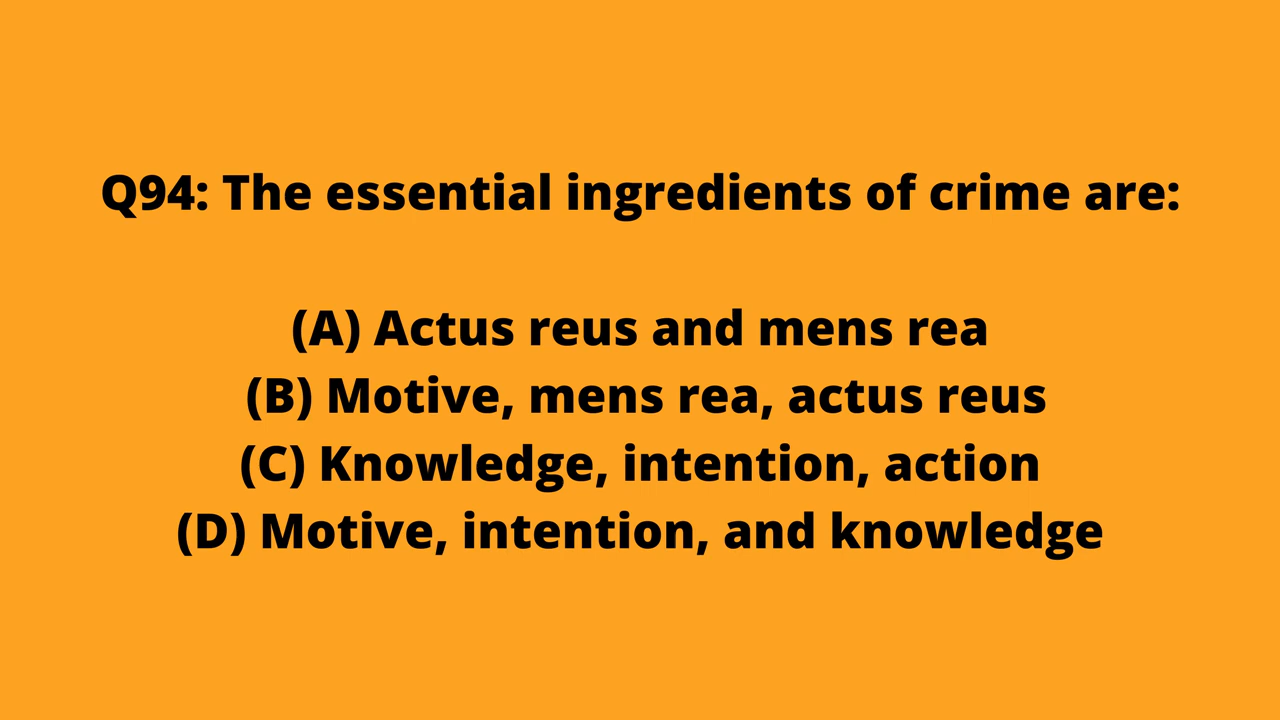 Q94: The essential ingredients of crime are:
(A) Actus reus and mens rea
(B) Motive, mens rea, actus reus
(C) Knowledge, intention, action
(D) Motive, intention, and knowledge